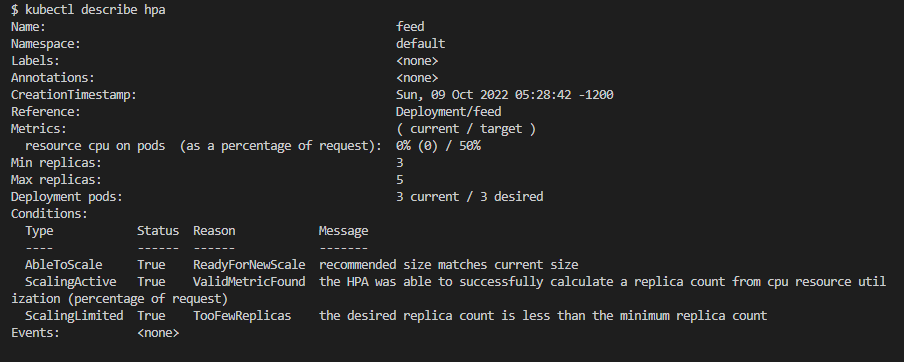 $ kubectl describe hpa
Name: feed
Namespace: default
Labels: <none>
Annotations: <none>
CreationTimestamp: Sun, 09 Oct 2022 05:28:42 -1200
Reference: Deployment/feed
Metrics: ( current / target )
  resource cpu on pods  (as a percentage of request):  0% (0) / 50%
Min replicas: 3
Max replicas: 5
Deployment pods: 3 current / 3 desired
Conditions:
  Type            Status  Reason            Message
  ----            ------  ------            -------
  AbleToScale     True    ReadyForNewScale  recommended size matches current size
  ScalingActive   True    ValidMetricFound  the HPA was able to successfully calculate a replica count from cpu resource util
ization (percentage of request)
  ScalingLimited  True    TooFewReplicas    the desired replica count is less than the minimum replica count
Events:         <none>